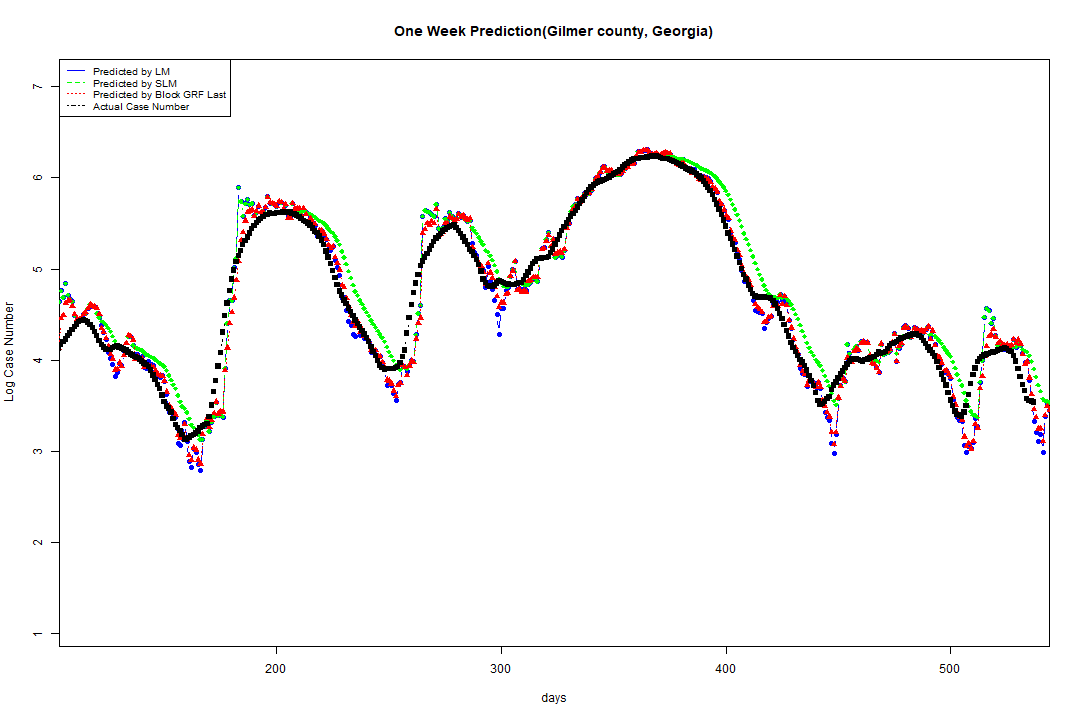 One Week Prediction(Gilmer county, Georgia)
Predicted by LM
Predicted by SLM
Predicted by Block GRF Last
Actual Case Number
7
6
5
4
3
2
1
Log Case Number
200 300 400 500
days